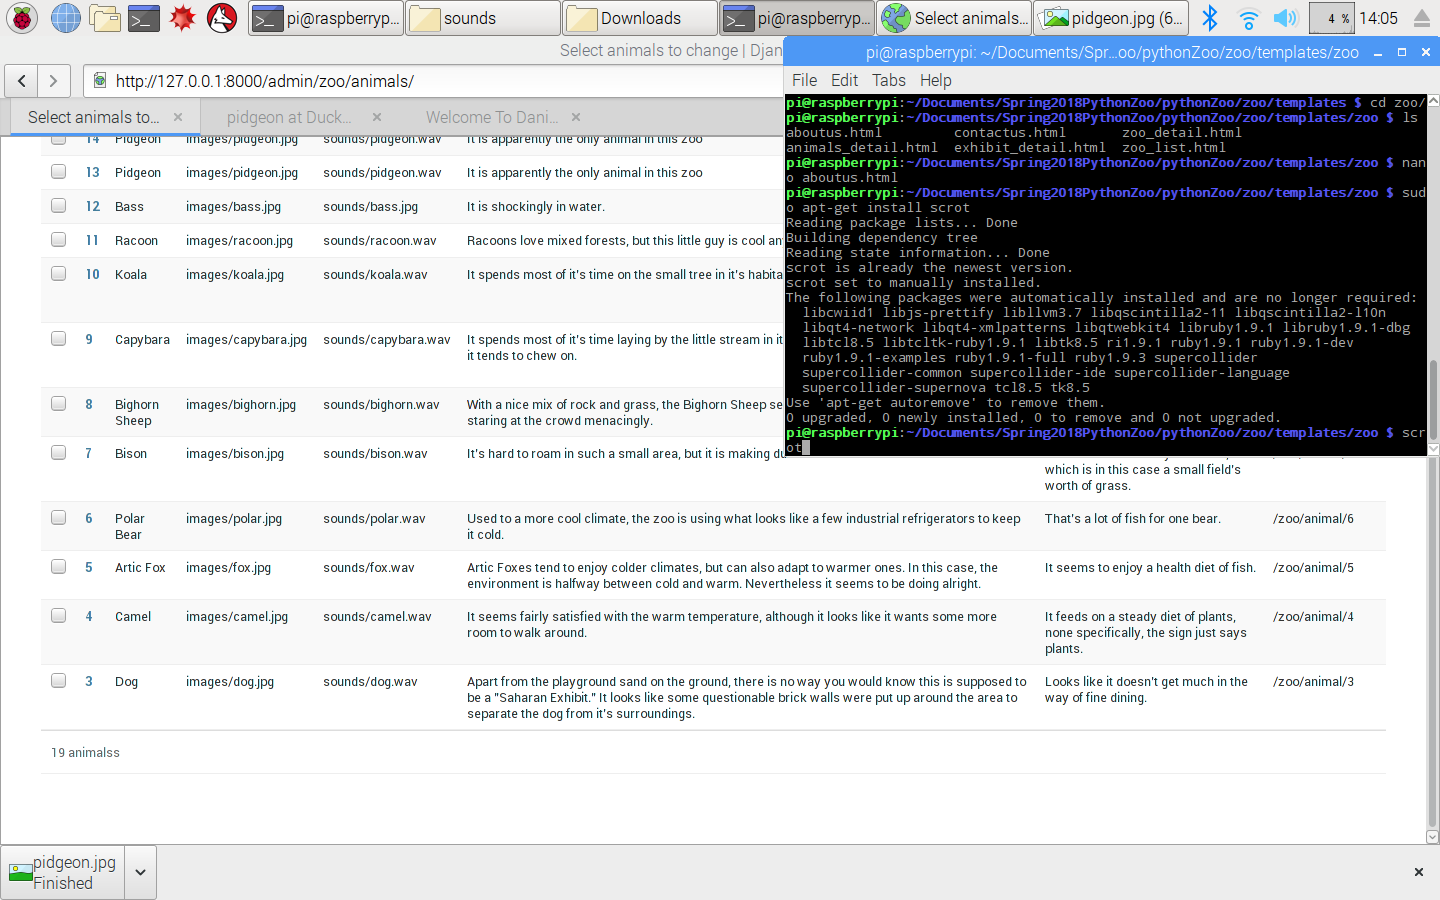 pi@raspberryp...
sounds
Downloads
pi@raspberryp...
Select animals...
pidgeon.jpg (6...
4 %
14:05
Select animals to change | Djan
http://127.0.0.1:8000/admin/zoo/animals/
Select animals to...
pidgeon at Duck...
Welcome To Dani...
14 Pidgeon images/pidgeon.jpg sounds/pidgeon.wav It is apparently the only animal in this zoo
13 Pidgeon images/pidgeon.jpg sounds/pidgeon.wav It is apparently the only animal in this zoo
12 Bass images/bass.jpg sounds/bass.jpg It is shockingly in water.
11 Racoon images/racoon.jpg sounds/racoon.wav Racoons love mixed forests, but this little guy is cool an
10 Koala images/koala.jpg sounds/koala.wav It spends most of it's time on the small tree in it's habita
9 Capybara images/capybara.jpg sounds/capybara.wav It spends most of it's time laying by the little stream in it
it tends to chew on.
8 Bighorn images/bighorn.jpg sounds/bighorn.wav With a nice mix of rock and grass, the Bighorn Sheep se
Sheep staring at the crowd menacingly.
7 Bison images/bison.jpg sounds/bison.wav It's hard to roam in such a small area, but it is making du
which is in this case a small field's
worth of grass.
6 Polar images/polar.jpg sounds/polar.wav Used to a more cool climate, the zoo is using what looks like a few industrial refrigerators to keep That's a lot of fish for one bear. /zoo/animal/6
Bear it cold.
5 Artic Fox images/fox.jpg sounds/fox.wav Artic Foxes tend to enjoy colder climates, but can also adapt to warmer ones. In this case, the It seems to enjoy a health diet of fish. /zoo/animal/5
environment is halfway between cold and warm. Nevertheless it seems to be doing alright.
4 Camel images/camel.jpg sounds/camel.wav It seems fairly satisfied with the warm temperature, although it looks like it wants some more It feeds on a steady diet of plants, /zoo/animal/4
room to walk around. none specifically, the sign just says
plants.
3 Dog images/dog.jpg sounds/dog.wav Apart from the playground sand on the ground, there is no way you would know this is supposed to Looks like it doesn't get much in the /zoo/animal/3
be a "Saharan Exhibit." It looks like some questionable brick walls were put up around the area to way of fine dining.
separate the dog from it's surroundings.
19 animalss
pi@raspberrypi: ~/Documents/Spr...oo/pythonZoo/zoo/templates/zoo
File Edit Tabs Help
pi@raspberrypi:~/Documents/Spring2018PythonZoo/pythonZoo/zoo/templates $ cd zoo/
pi@raspberrypi:~/Documents/Spring2018PythonZoo/pythonZoo/zoo/templates/zoo $ ls
aboutus.html contactus.html zoo_detail.html
animals_detail.html exhibit_detail.html zoo_list.html
pi@raspberrypi:~/Documents/Spring2018PythonZoo/pythonZoo/zoo/templates/zoo $ nan
o aboutus.html
pi@raspberrypi:~/Documents/Spring2018PythonZoo/pythonZoo/zoo/templates/zoo $ sud
o apt-get install scrot
Reading package lists... Done
Building dependency tree
Reading state information... Done
scrot is already the newest version.
scrot set to manually installed.
The following packages were automatically installed and are no longer required:
libcwiid1 libjs-prettify libllvm3.7 libqscintilla2-11 libqscintilla2-l10n
libqt4-network libqt4-xmlpatterns libqtwebkit4 libruby1.9.1 libruby1.9.1-dbg
libtcl8.5 libtcltk-ruby1.9.1 libtk8.5 ri1.9.1 ruby1.9.1 ruby1.9.1-dev
ruby1.9.1-examples ruby1.9.1-full ruby1.9.3 supercollider
supercollider-common supercollider-ide supercollider-language
supercollider-supernova tcl8.5 tk8.5
Use 'apt-get autoremove' to remove them.
0 upgraded, 0 newly installed, 0 to remove and 0 not upgraded.
pi@raspberrypi:~/Documents/Spring2018PythonZoo/pythonZoo/zoo/templates/zoo $ scr
ot
pidgeon.jpg
Finished